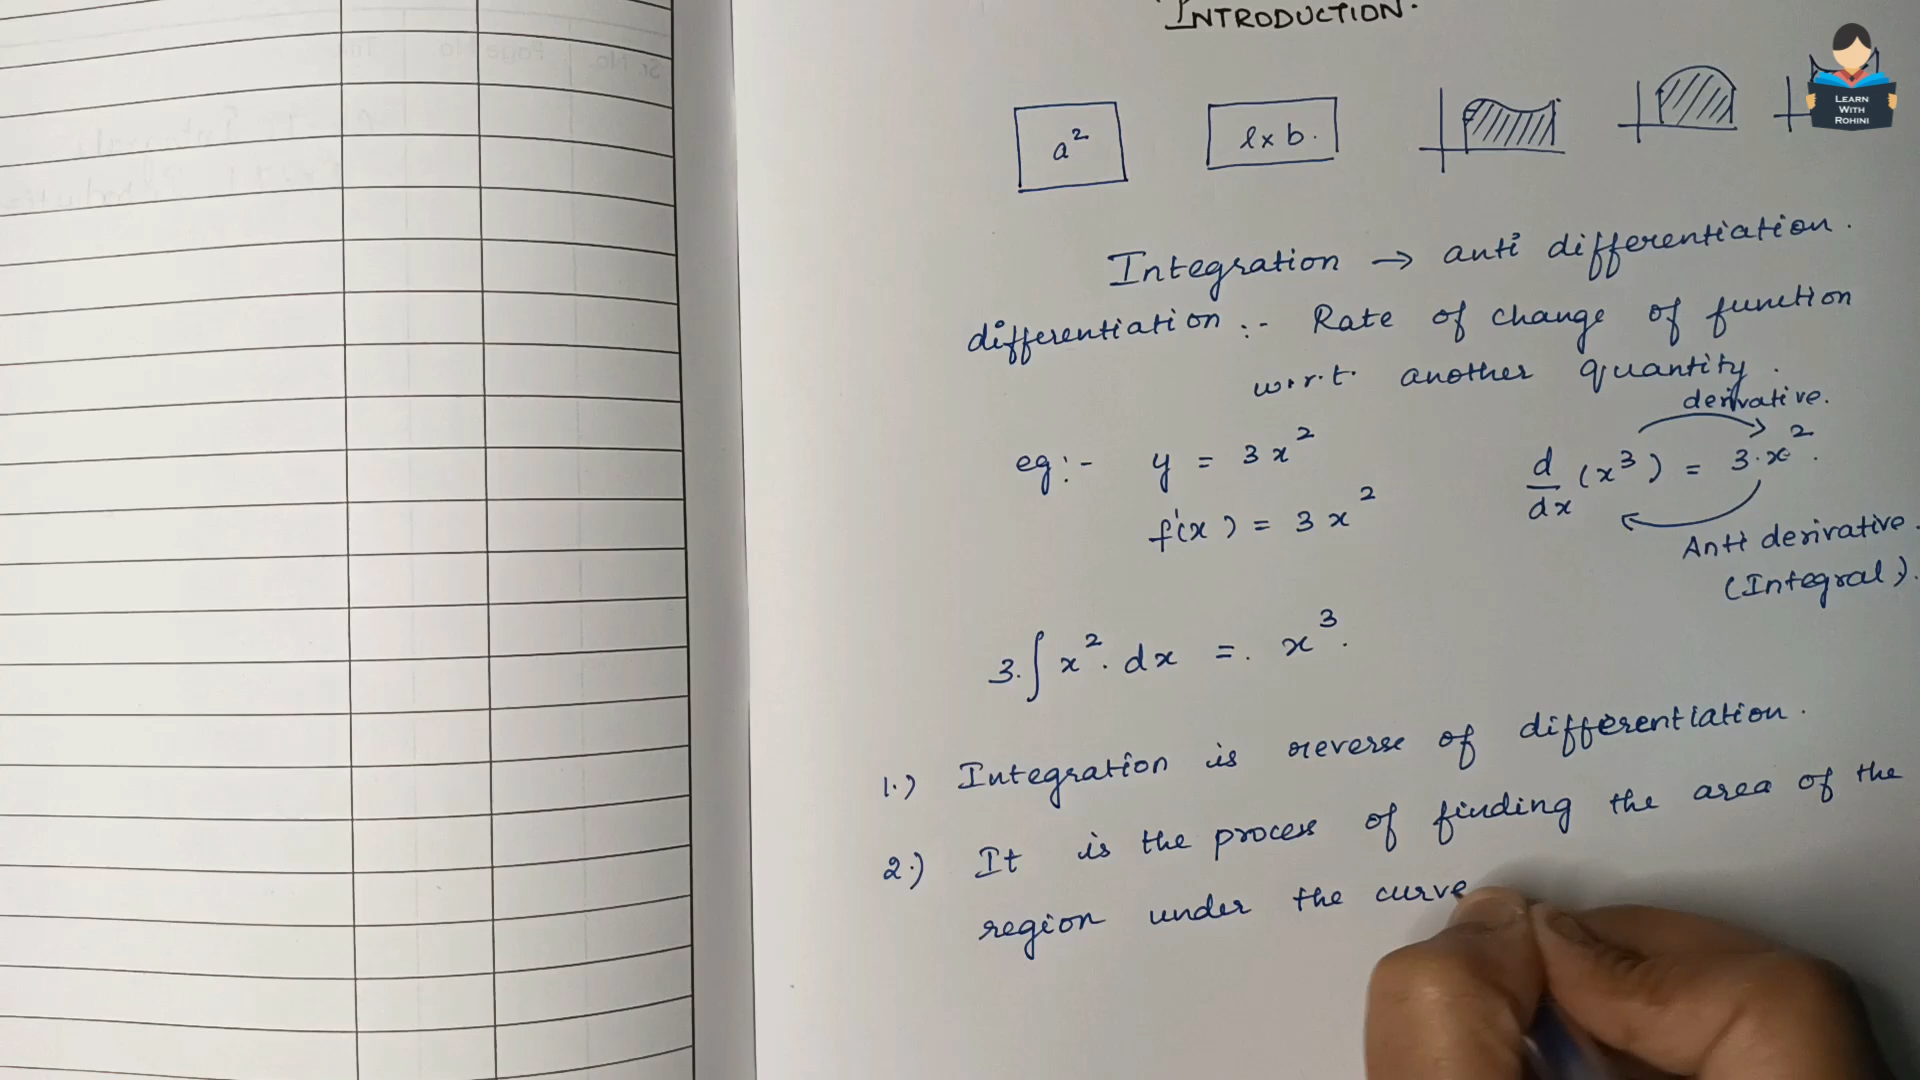 INTRODUCTION.
a²
l x b.
LEARN
WITH
ROHINI
Integration → anti differentiation.
differentiation :- Rate of change of function
w.r.t. another quantity.
derivative.
eg:- y = 3x²
d/dx (x³) = 3.x².
f'(x) = 3x²
Anti derivative.
(Integral).
3.∫x².dx =. x³.
1.) Integration is reverse of differentiation.
2.) It is the process of finding the area of the
region under the curve